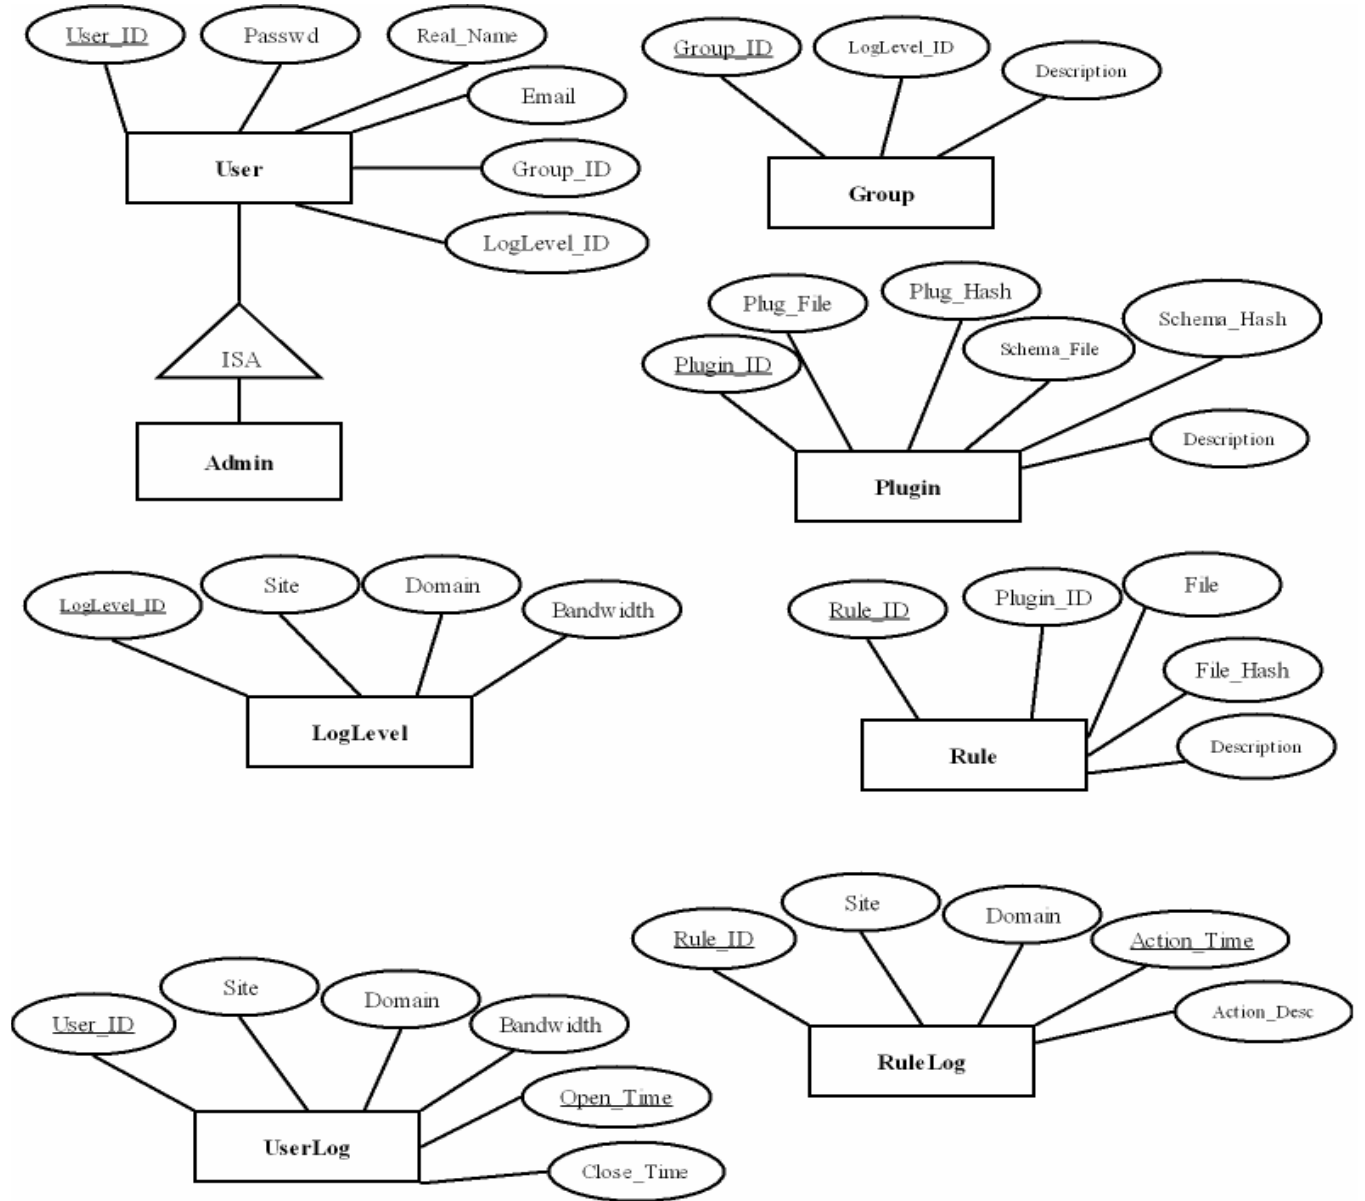 User_ID
Passwd
Real_Name
Email
Group_ID
LogLevel_ID
User
ISA
Admin
Group_ID
LogLevel_ID
Description
Group
Plugin_ID
Plug_File
Plug_Hash
Schema_File
Schema_Hash
Description
Plugin
LogLevel_ID
Site
Domain
Bandwidth
LogLevel
Rule_ID
Plugin_ID
File
File_Hash
Description
Rule
User_ID
Site
Domain
Bandwidth
Open_Time
Close_Time
UserLog
Rule_ID
Site
Domain
Action_Time
Action_Desc
RuleLog